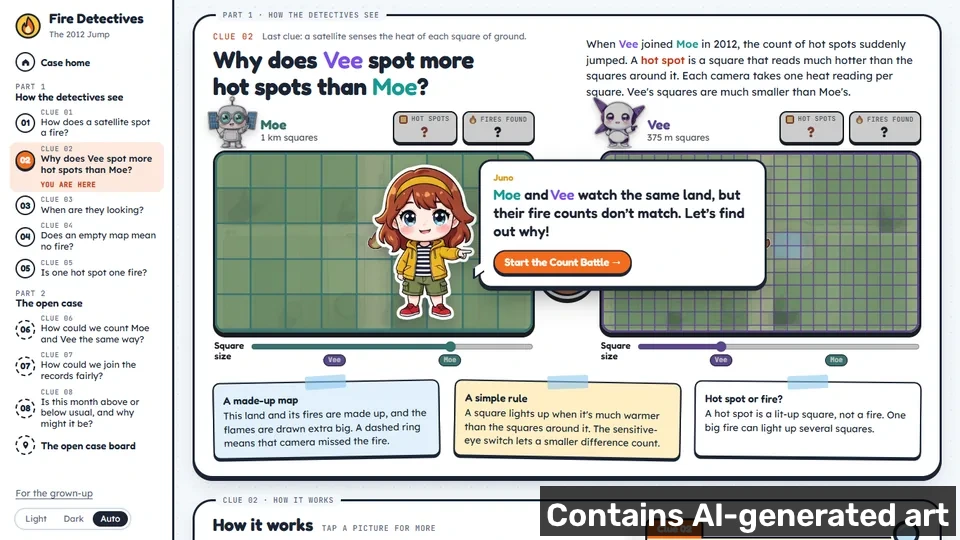 Fire Detectives
The 2012 Jump
Case home
PART 1
How the detectives see
CLUE 01
01
How does a satellite spot
a fire?
CLUE 02
02
Why does Vee spot more
hot spots than Moe?
YOU ARE HERE
CLUE 03
03
When are they looking?
CLUE 04
04
Does an empty map mean
no fire?
CLUE 05
05
Is one hot spot one fire?
PART 2
The open case
CLUE 06
06
How could we count Moe
and Vee the same way?
CLUE 07
07
How could we join the
records fairly?
CLUE 08
08
Is this month above or
below usual, and why
might it be?
The open case board
For the grown-up
Light Dark Auto
PART 1 · HOW THE DETECTIVES SEE
CLUE 02 Last clue: a satellite senses the heat of each square of ground.
Why does Vee spot more
hot spots than Moe?
When Vee joined Moe in 2012, the count of hot spots suddenly
jumped. A hot spot is a square that reads much hotter than the
squares around it. Each camera takes one heat reading per
square. Vee's squares are much smaller than Moe's.
Moe
1 km squares
HOT SPOTS
?
FIRES FOUND
?
Vee
375 m squares
HOT SPOTS
?
FIRES FOUND
?
Juno
Moe and Vee watch the same land, but
their fire counts don't match. Let's find
out why!
Start the Count Battle →
Square
size
Vee
Moe
Square
size
Vee
Moe
A made-up map
This land and its fires are made up, and the
flames are drawn extra big. A dashed ring
means that camera missed the fire.
A simple rule
A square lights up when it's much warmer
than the squares around it. The sensitive-
eye switch lets a smaller difference count.
Hot spot or fire?
A hot spot is a lit-up square, not a fire. One
big fire can light up several squares.
CLUE 02 · HOW IT WORKS
How it works TAP A PICTURE FOR MORE
Contains AI-generated art